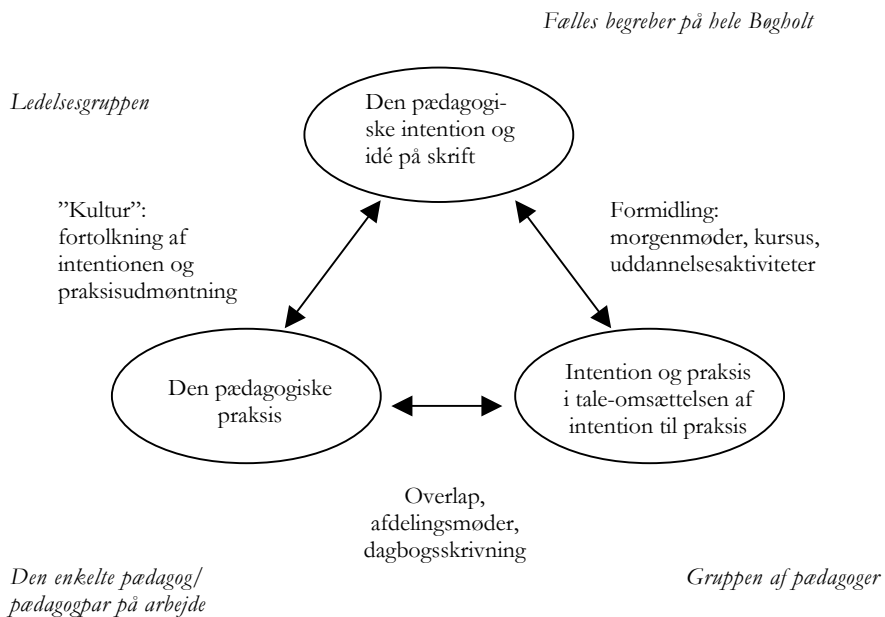 Fælles begreber på hele Bøgholt
Ledelsesgruppen
Den pædagogi-
ske intention og
idé på skrift
”Kultur”:
fortolkning af
intentionen og
praksisudmøntning
Formidling:
morgenmøder, kursus,
uddannelsesaktiviteter
Den pædagogiske
praksis
Intention og praksis
i tale-omsættelsen af
intention til praksis
Overlap,
afdelingsmøder,
dagbogsskrivning
Den enkelte pædagog/
pædagogpar på arbejde
Gruppen af pædagoger